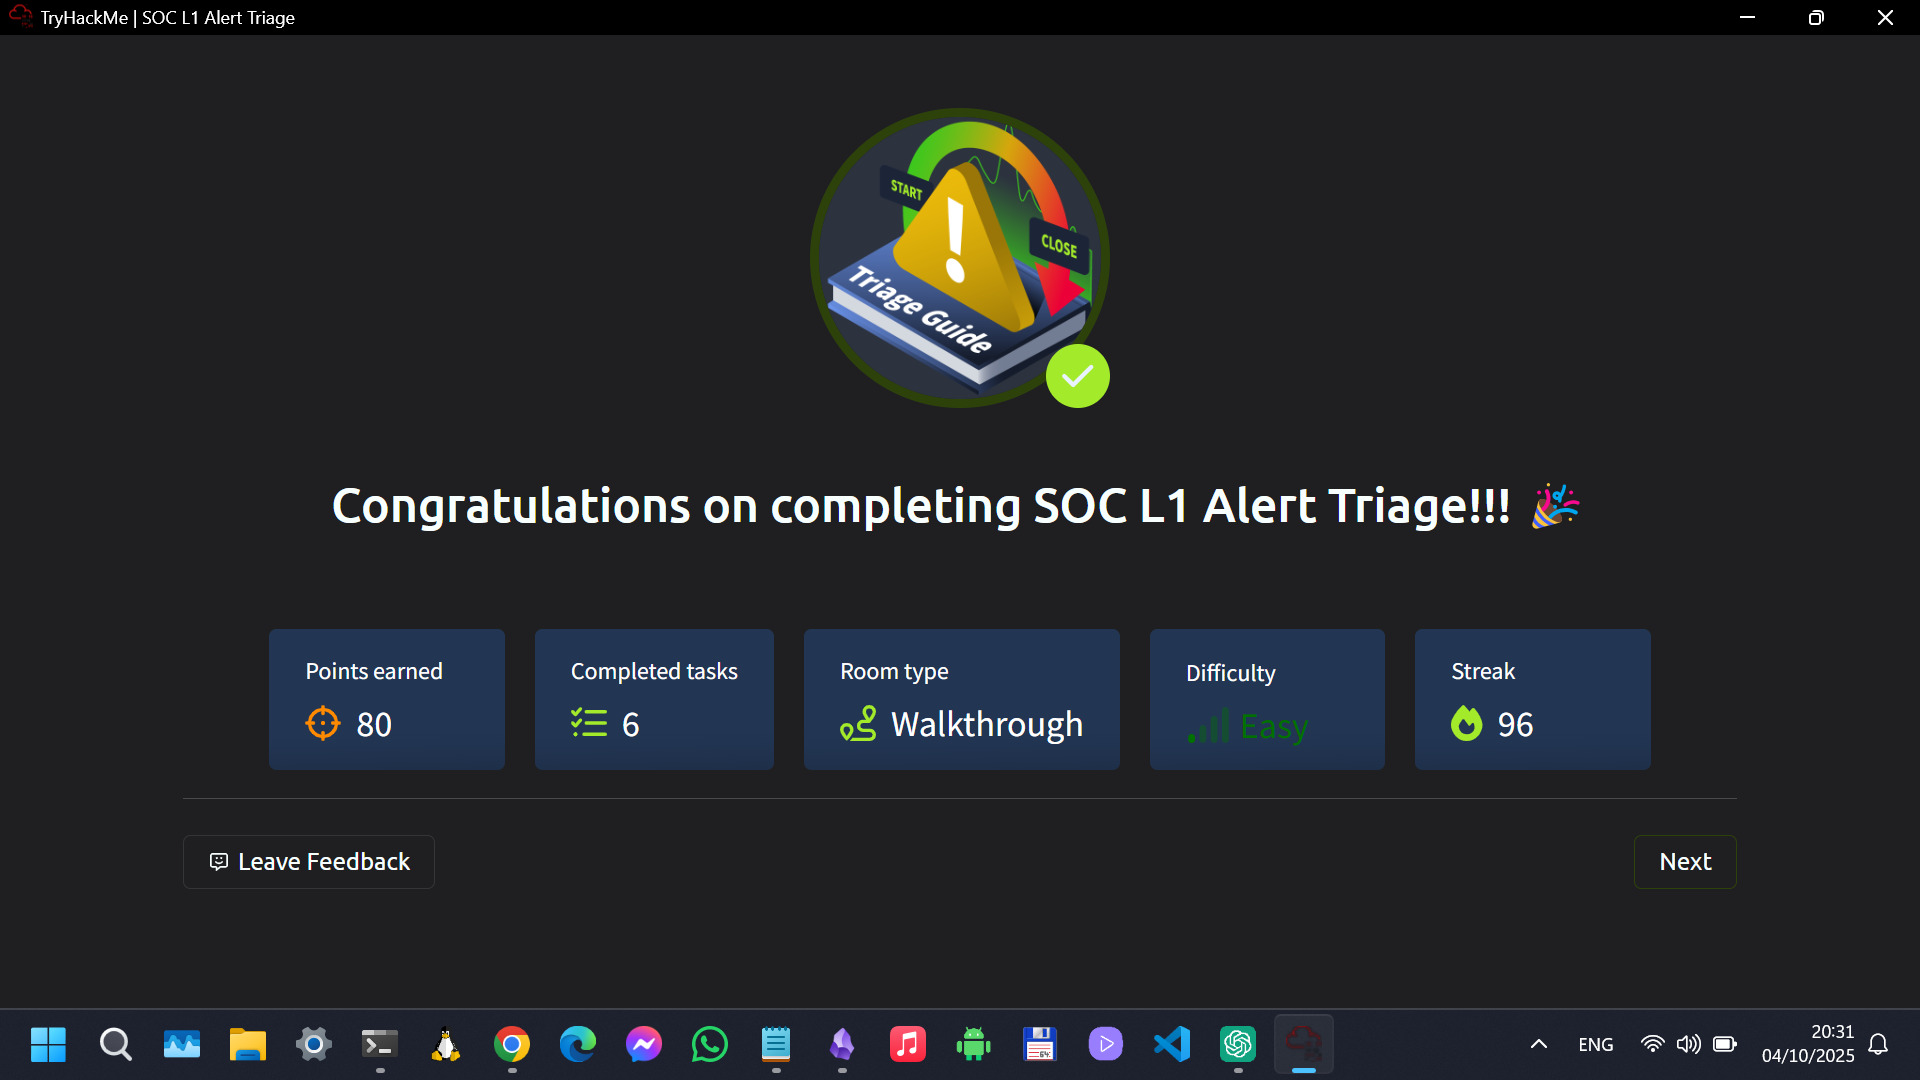 TryHackMe | SOC L1 Alert Triage
START
CLOSE
Triage Guide
Congratulations on completing SOC L1 Alert Triage!!! 🎉
Points earned
80
Completed tasks
6
Room type
Walkthrough
Difficulty
Easy
Streak
96
Leave Feedback
Next
64
ENG
20:31
04/10/2025